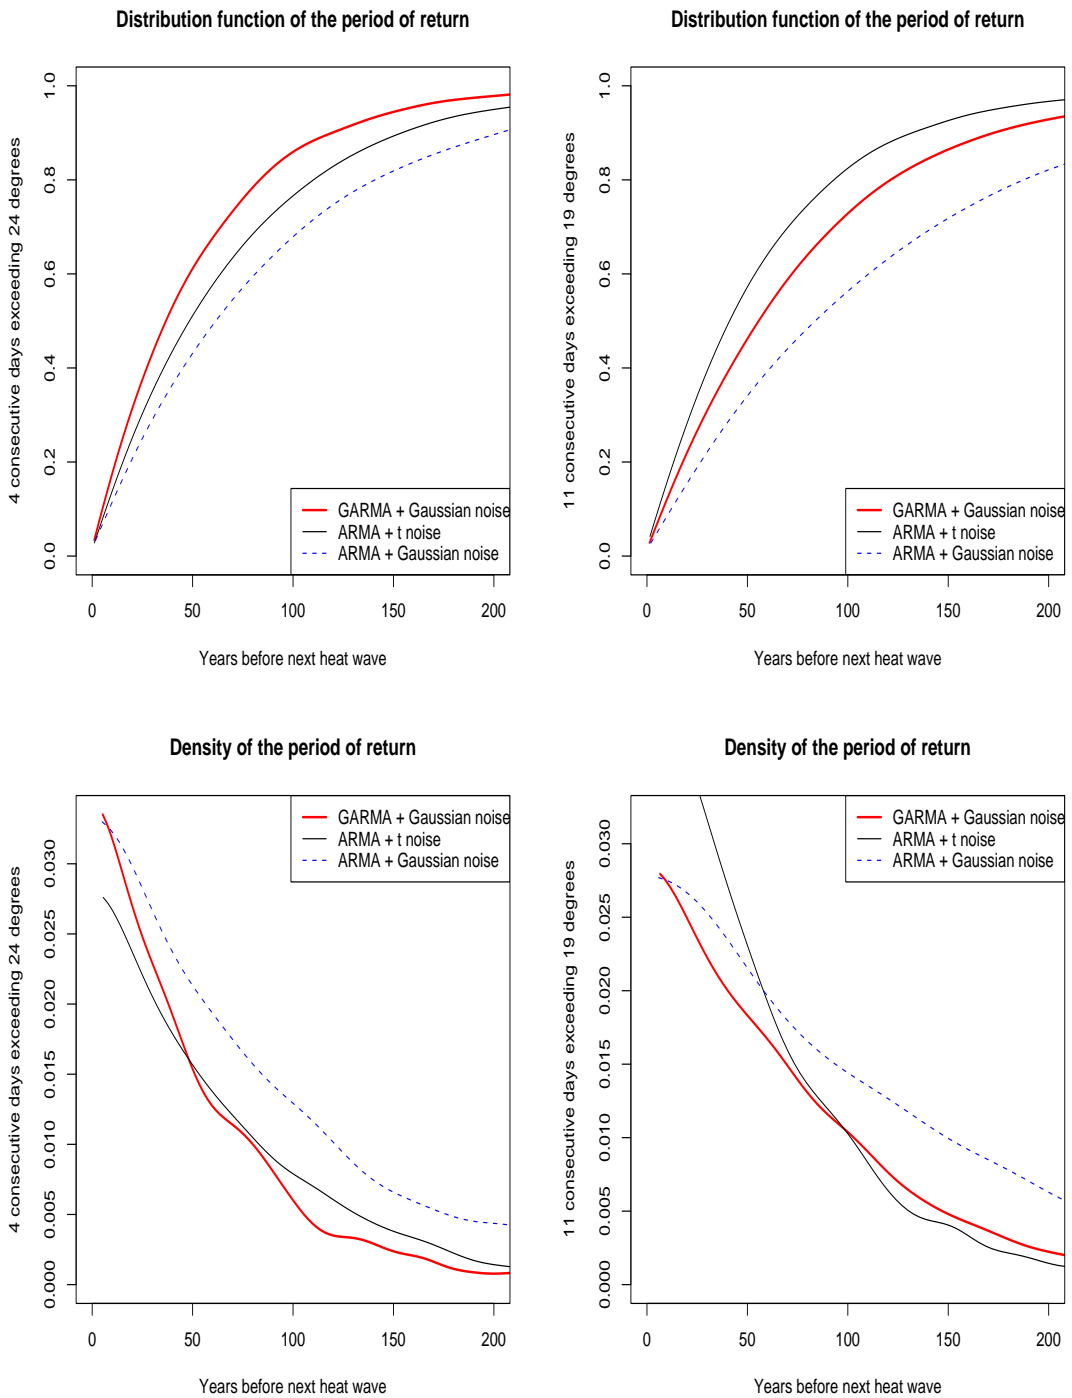 Distribution function of the period of return
4 consecutive days exceeding 24 degrees
1.0
0.8
0.6
0.4
0.2
0.0
GARMA + Gaussian noise
ARMA + t noise
ARMA + Gaussian noise
0 50 100 150 200
Years before next heat wave
Distribution function of the period of return
11 consecutive days exceeding 19 degrees
1.0
0.8
0.6
0.4
0.2
0.0
GARMA + Gaussian noise
ARMA + t noise
ARMA + Gaussian noise
0 50 100 150 200
Years before next heat wave
Density of the period of return
4 consecutive days exceeding 24 degrees
0.030
0.025
0.020
0.015
0.010
0.005
0.000
GARMA + Gaussian noise
ARMA + t noise
ARMA + Gaussian noise
0 50 100 150 200
Years before next heat wave
Density of the period of return
11 consecutive days exceeding 19 degrees
0.030
0.025
0.020
0.015
0.010
0.005
0.000
GARMA + Gaussian noise
ARMA + t noise
ARMA + Gaussian noise
0 50 100 150 200
Years before next heat wave